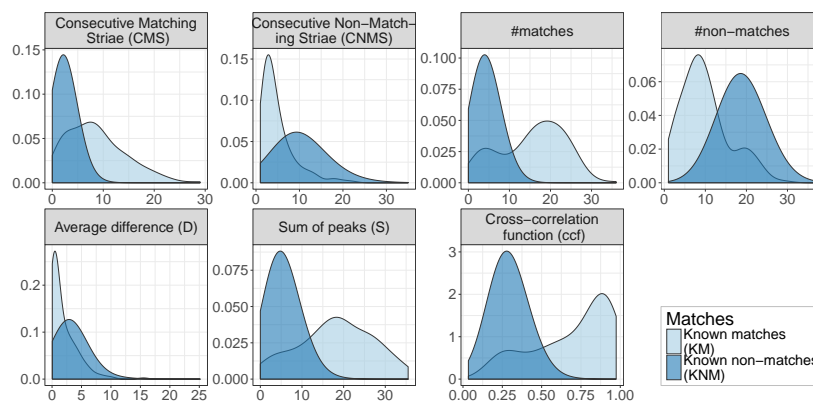 Consecutive Matching
Striae (CMS)
Consecutive Non−Match−
ing Striae (CNMS)
#matches
#non−matches
0.15
0.10
0.05
0.00
0 10 20 30
0.15
0.10
0.05
0.00
0 10 20 30
0.100
0.075
0.050
0.025
0.000
0 10 20 30
0.06
0.04
0.02
0.00
0 10 20 30
Average difference (D)
Sum of peaks (S)
Cross−correlation
function (ccf)
0.2
0.1
0.0
0 5 10 15 20 25
0.075
0.050
0.025
0.000
0 10 20 30
3
2
1
0
0.00 0.25 0.50 0.75 1.00
Matches
Known matches
(KM)
Known non−matches
(KNM)